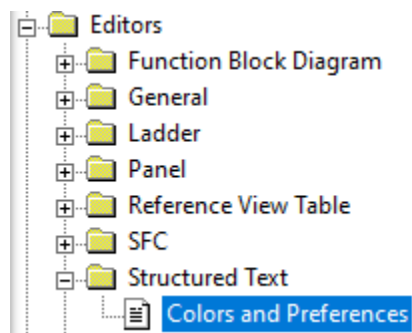 Editors
Function Block Diagram
General
Ladder
Panel
Reference View Table
SFC
Structured Text
Colors and Preferences